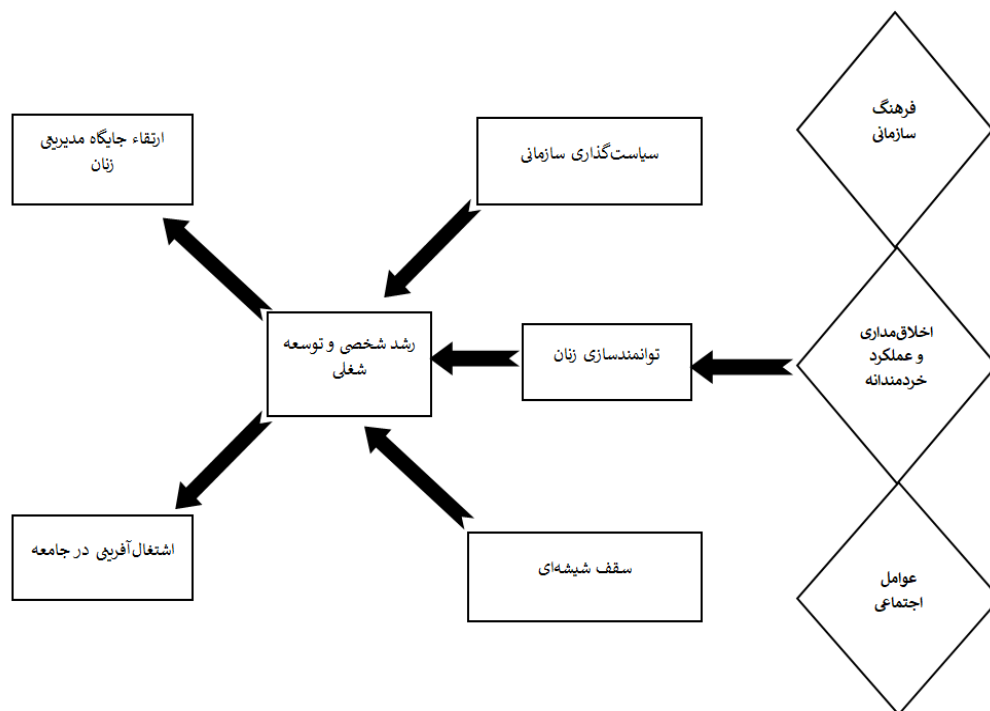 فرهنگ
سازمانی
سیاست‌گذاری سازمانی
ارتقاء جایگاه مدیریتی
زنان
اخلاق‌مداری
و عملکرد
خردمندانه
توانمندسازی زنان
رشد شخصی و توسعه
شغلی
عوامل
اجتماعی
سقف شیشه‌ای
اشتغال‌آفرینی در جامعه